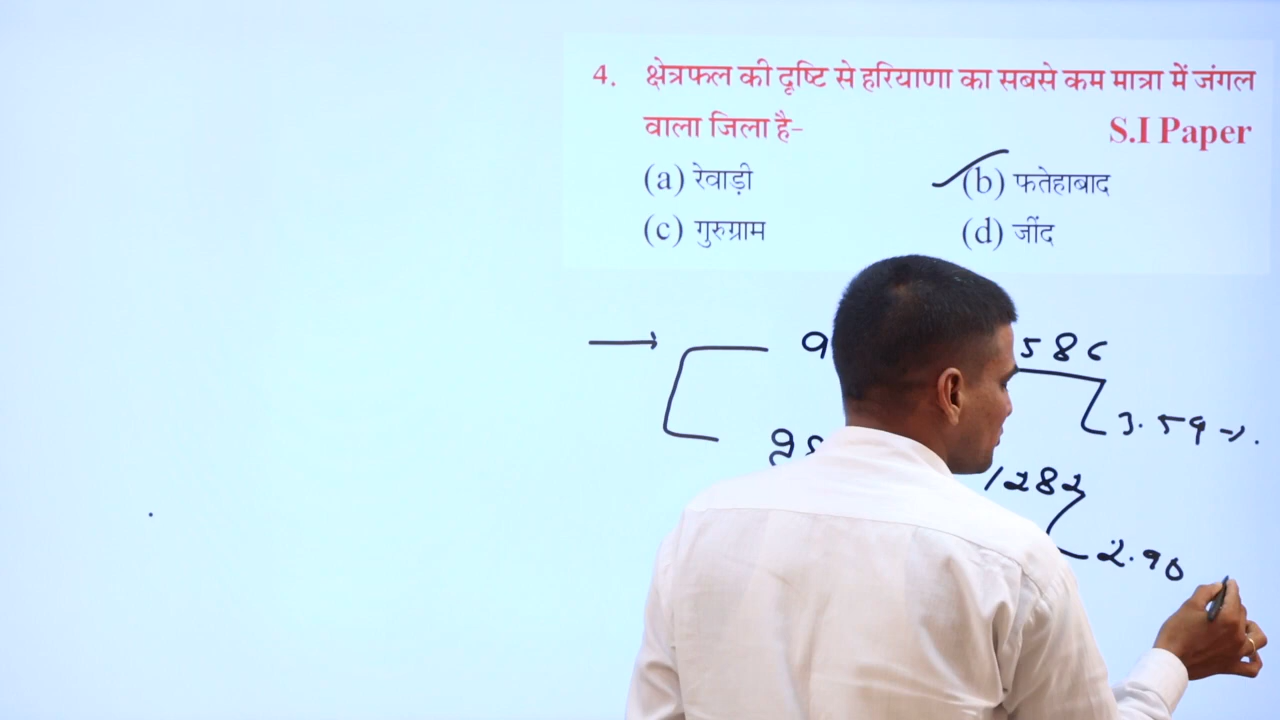 4. क्षेत्रफल की दृष्टि से हरियाणा का सबसे कम मात्रा में जंगल
वाला जिला है- S.I Paper
(a) रेवाड़ी (b) फतेहाबाद
(c) गुरुग्राम (d) जींद
586
3.59
1282
2.90